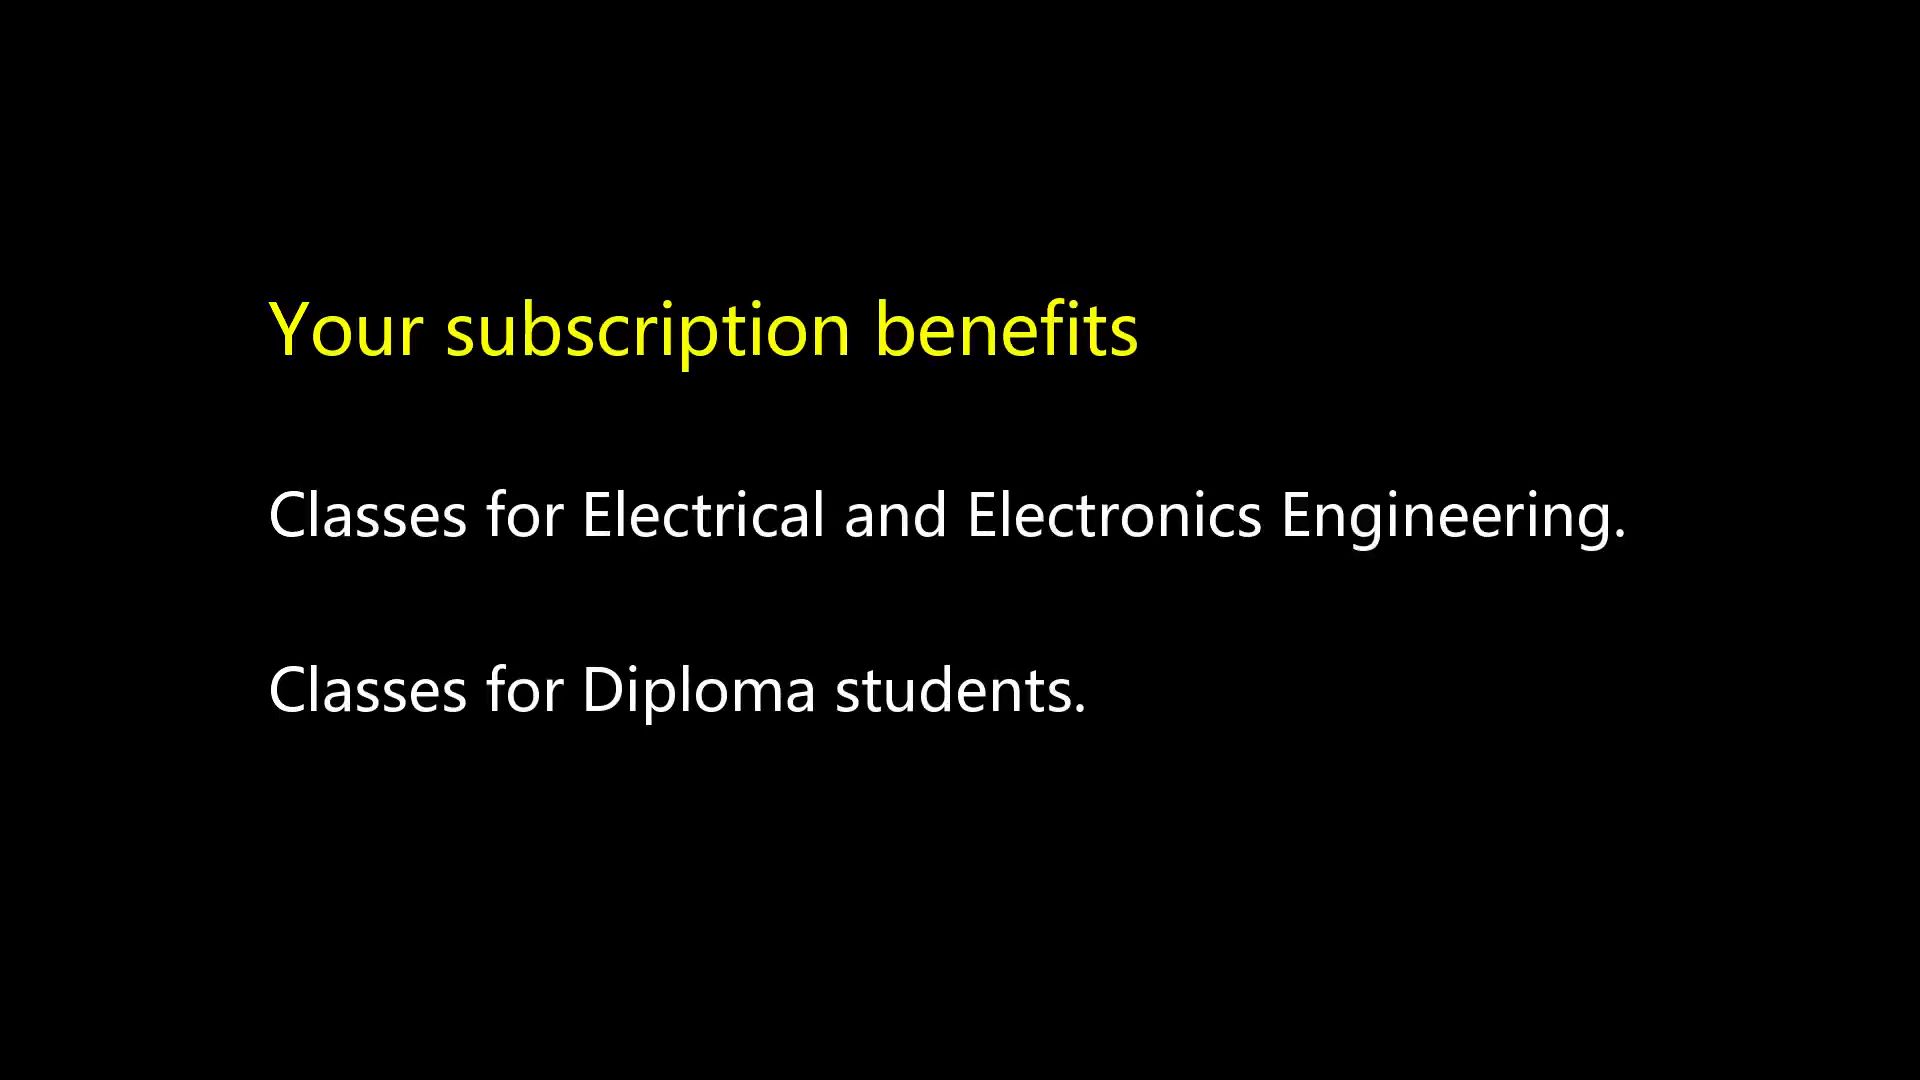 Your subscription benefits
Classes for Electrical and Electronics Engineering.
Classes for Diploma students.